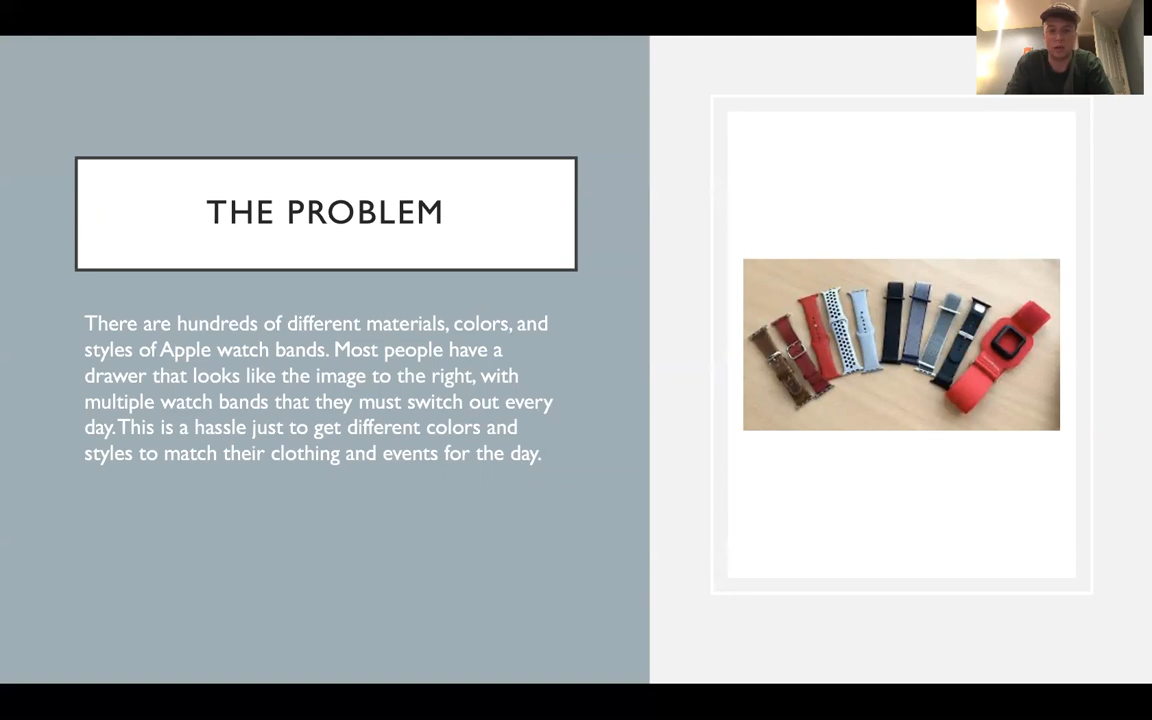 THE PROBLEM
There are hundreds of different materials, colors, and
styles of Apple watch bands. Most people have a
drawer that looks like the image to the right, with
multiple watch bands that they must switch out every
day. This is a hassle just to get different colors and
styles to match their clothing and events for the day.